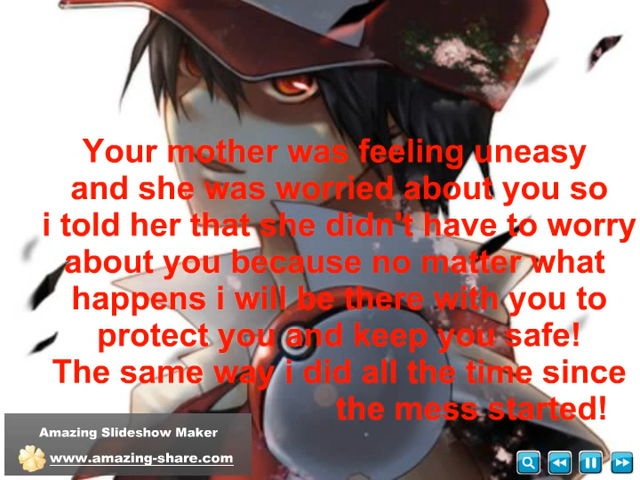 Your mother was feeling uneasy
and she was worried about you so
i told her that she didn't have to worry
about you because no matter what
happens i will be there with you to
protect you and keep you safe!
The same way i did all the time since
the mess started!
Amazing Slideshow Maker
www.amazing-share.com